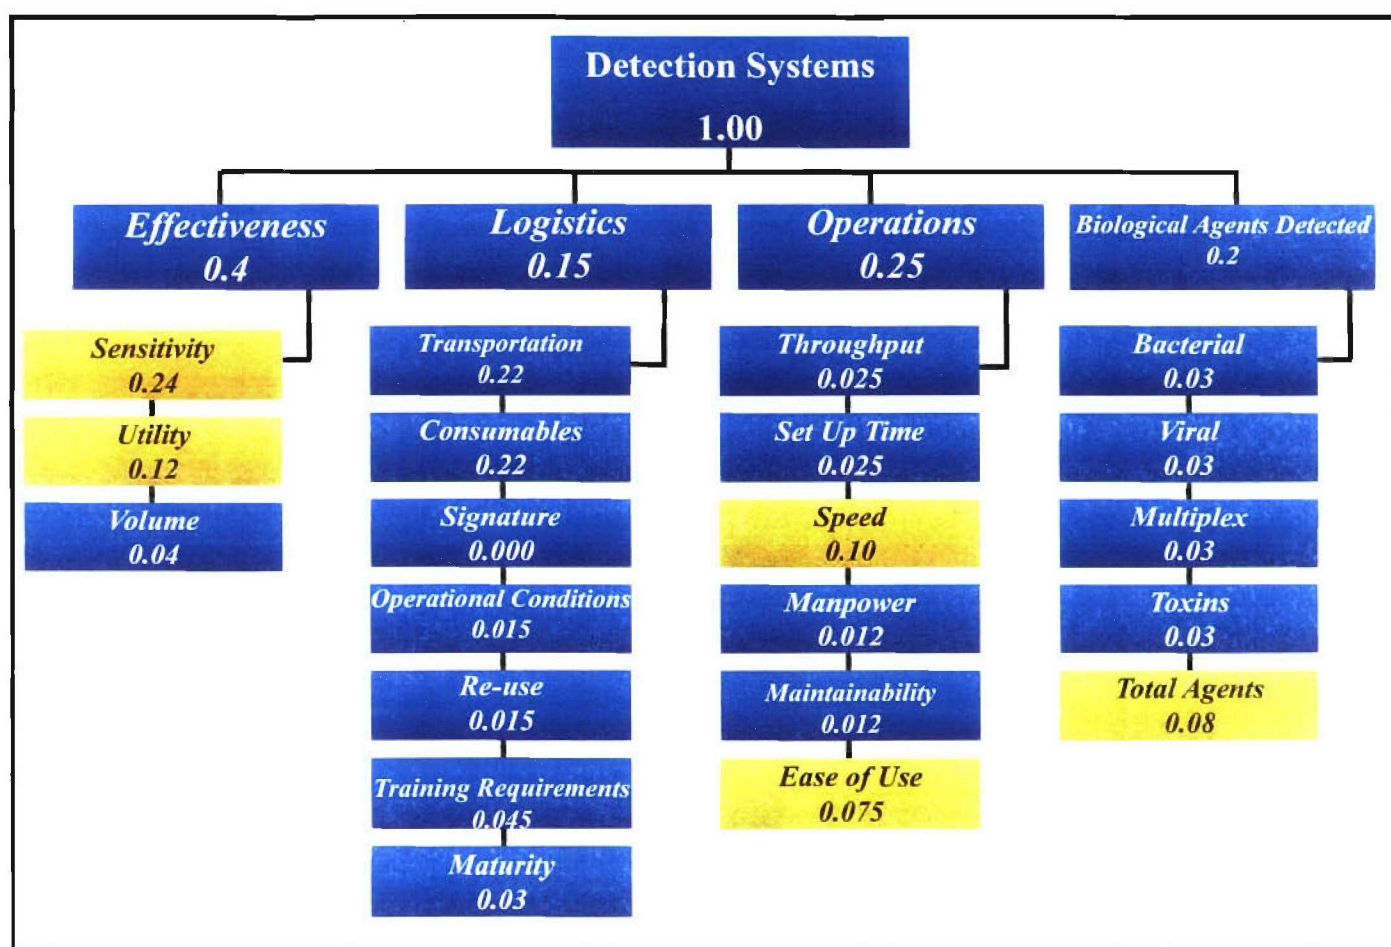 Detection Systems
1.00
Effectiveness
0.4
Logistics
0.15
Operations
0.25
Biological Agents Detected
0.2
Sensitivity
0.24
Utility
0.12
Volume
0.04
Transportation
0.22
Consumables
0.22
Signature
0.000
Operational Conditions
0.015
Re-use
0.015
Training Requirements
0.045
Maturity
0.03
Throughput
0.025
Set Up Time
0.025
Speed
0.10
Manpower
0.012
Maintainability
0.012
Ease of Use
0.075
Bacterial
0.03
Viral
0.03
Multiplex
0.03
Toxins
0.03
Total Agents
0.08